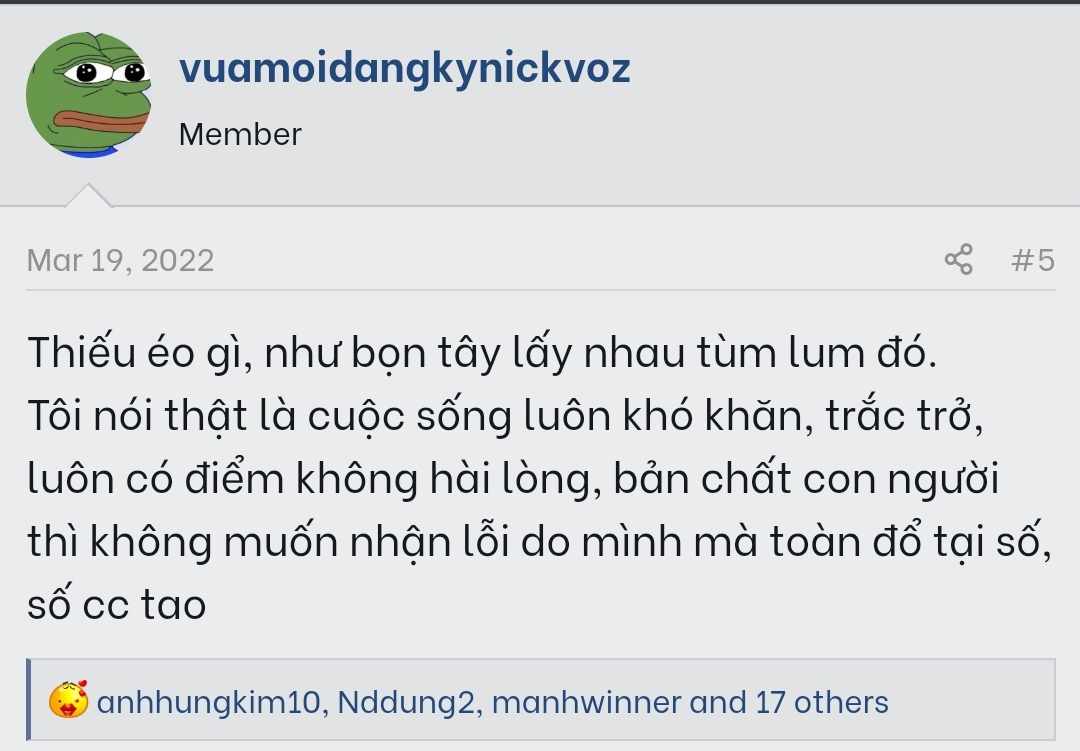 vuamoidangkynickvoz
Member
Mar 19, 2022
#5
Thiếu éo gì, như bọn tây lấy nhau tùm lum đó.
Tôi nói thật là cuộc sống luôn khó khăn, trắc trở,
luôn có điểm không hài lòng, bản chất con người
thì không muốn nhận lỗi do mình mà toàn đổ tại số,
số cc tao
anhhungkim10, Nddung2, manhwinner and 17 others